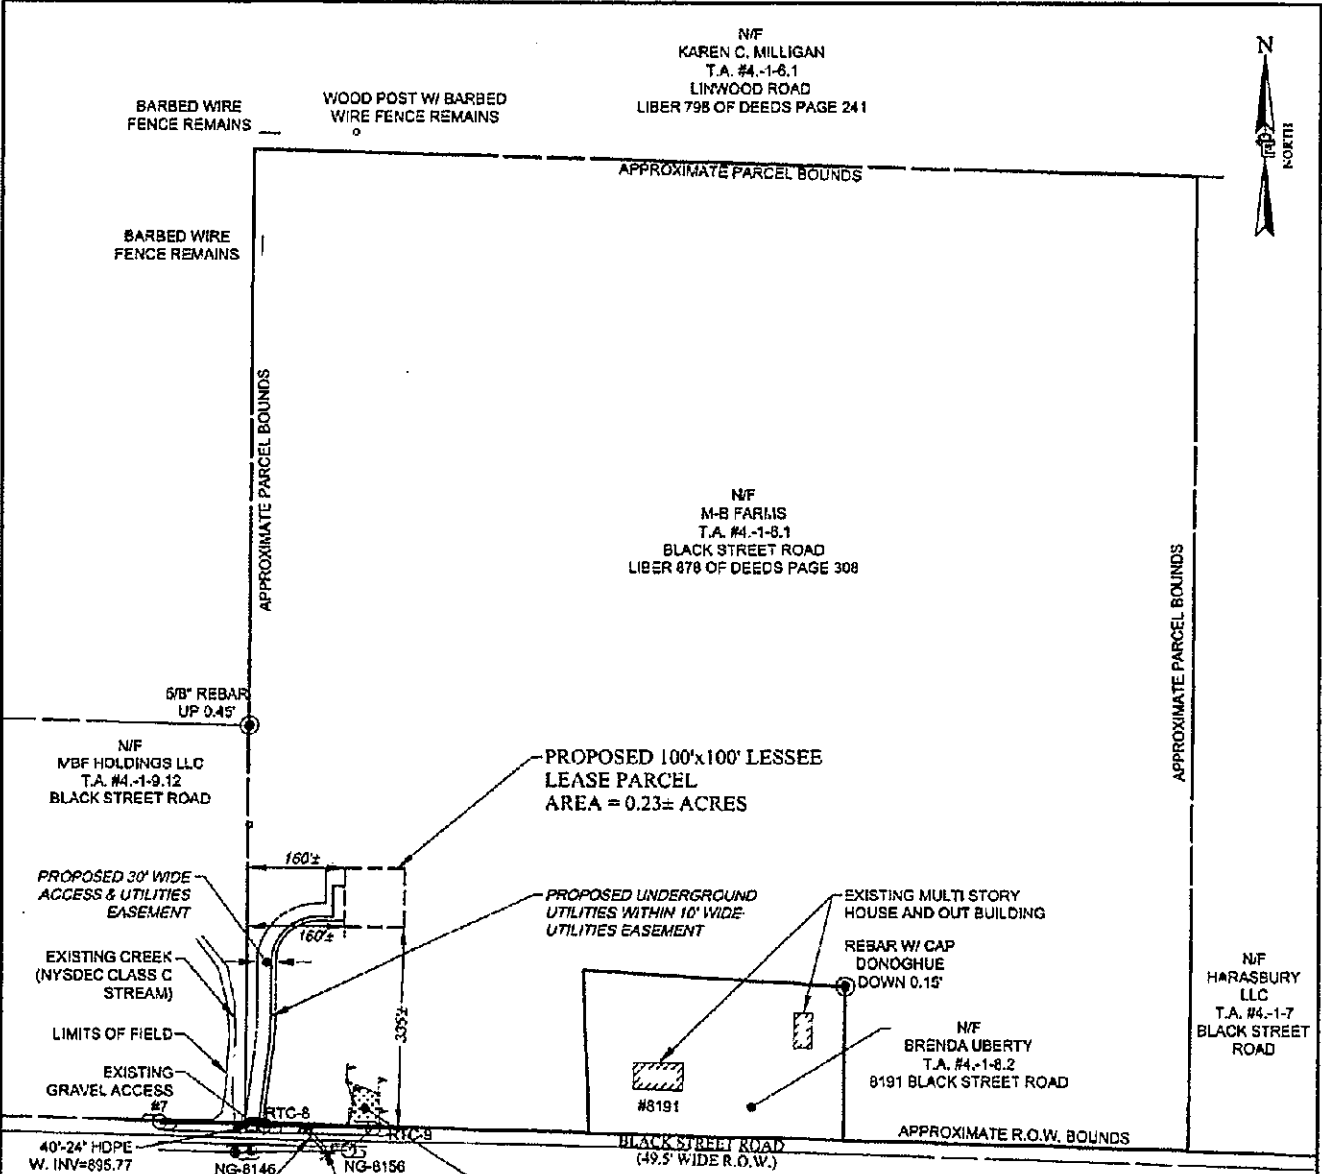 N/F
KAREN C. MILLIGAN
T.A. #4.-1-6.1
LINWOOD ROAD
LIBER 798 OF DEEDS PAGE 241
N
NORTH
BARBED WIRE
FENCE REMAINS
WOOD POST W/ BARBED
WIRE FENCE REMAINS
APPROXIMATE PARCEL BOUNDS
BARBED WIRE
FENCE REMAINS
APPROXIMATE PARCEL BOUNDS
N/F
M-B FARMS
T.A. #4.-1-8.1
BLACK STREET ROAD
LIBER 878 OF DEEDS PAGE 308
APPROXIMATE PARCEL BOUNDS
5/8" REBAR
UP 0.45'
N/F
MBF HOLDINGS LLC
T.A. #4.-1-9.12
BLACK STREET ROAD
PROPOSED 100'x100' LESSEE
LEASE PARCEL
AREA = 0.23± ACRES
160'±
PROPOSED 30' WIDE
ACCESS & UTILITIES
EASEMENT
PROPOSED UNDERGROUND
UTILITIES WITHIN 10' WIDE
UTILITIES EASEMENT
EXISTING MULTI STORY
HOUSE AND OUT BUILDING
160'±
EXISTING CREEK
(NYSDEC CLASS C
STREAM)
REBAR W/ CAP
DONOGHUE
DOWN 0.15'
N/F
HARASBURY
LLC
T.A. #4.-1-7
BLACK STREET
ROAD
335'±
LIMITS OF FIELD
N/F
BRENDA UBERTY
T.A. #4.-1-8.2
8191 BLACK STREET ROAD
EXISTING
GRAVEL ACCESS
#7
#8191
RTC-8
RTC-9
APPROXIMATE R.O.W. BOUNDS
BLACK STREET ROAD
(49.5' WIDE R.O.W.)
40'-24" HDPE
W. INV=895.77
NG-8146
NG-8156